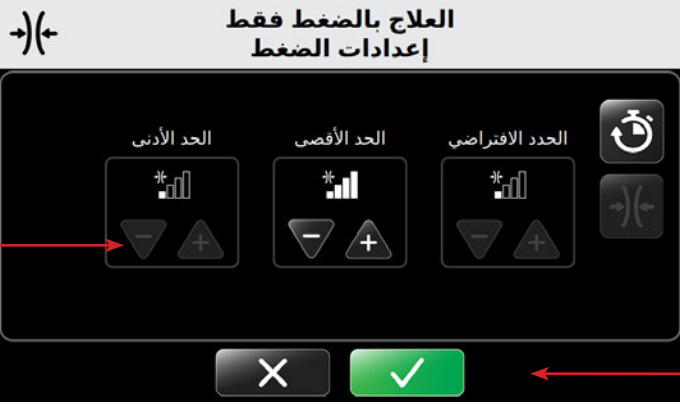 العلاج بالضغط فقط
إعدادات الضغط
الحدد الافتراضي
الحد الأقصى
الحد الأدنى